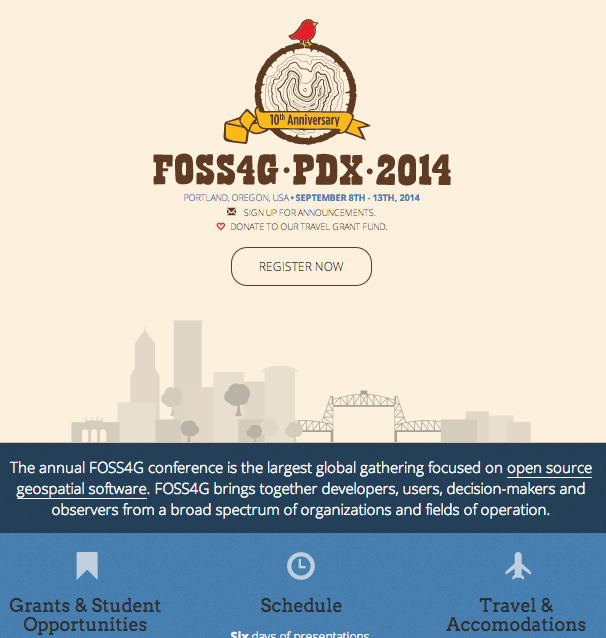 10th Anniversary
FOSS4G·PDX·2014
PORTLAND, OREGON, USA • SEPTEMBER 8TH - 13TH, 2014
SIGN UP FOR ANNOUNCEMENTS.
DONATE TO OUR TRAVEL GRANT FUND.
REGISTER NOW
The annual FOSS4G conference is the largest global gathering focused on open source
geospatial software. FOSS4G brings together developers, users, decision-makers and
observers from a broad spectrum of organizations and fields of operation.
Grants & Student
Opportunities
Schedule
Six days of presentations
Travel &
Accomodations